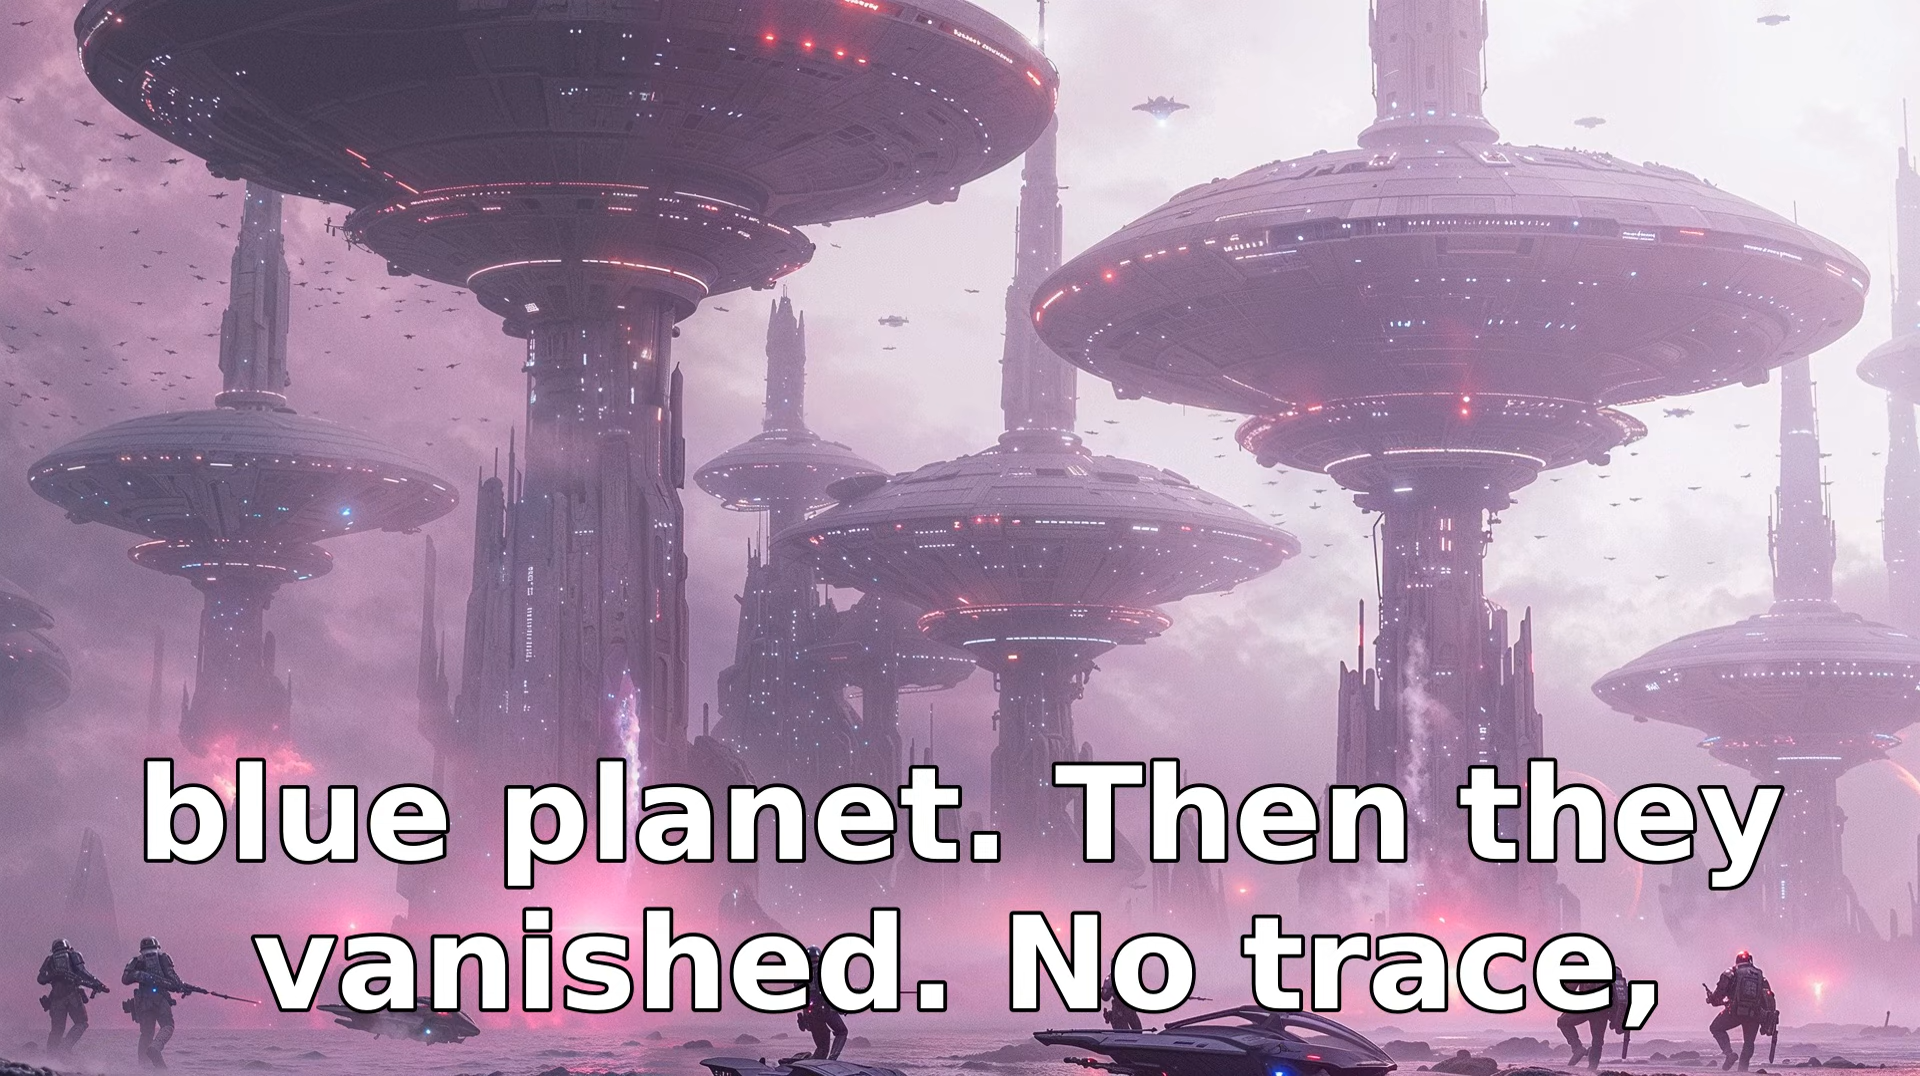 blue planet. Then they
vanished. No trace,